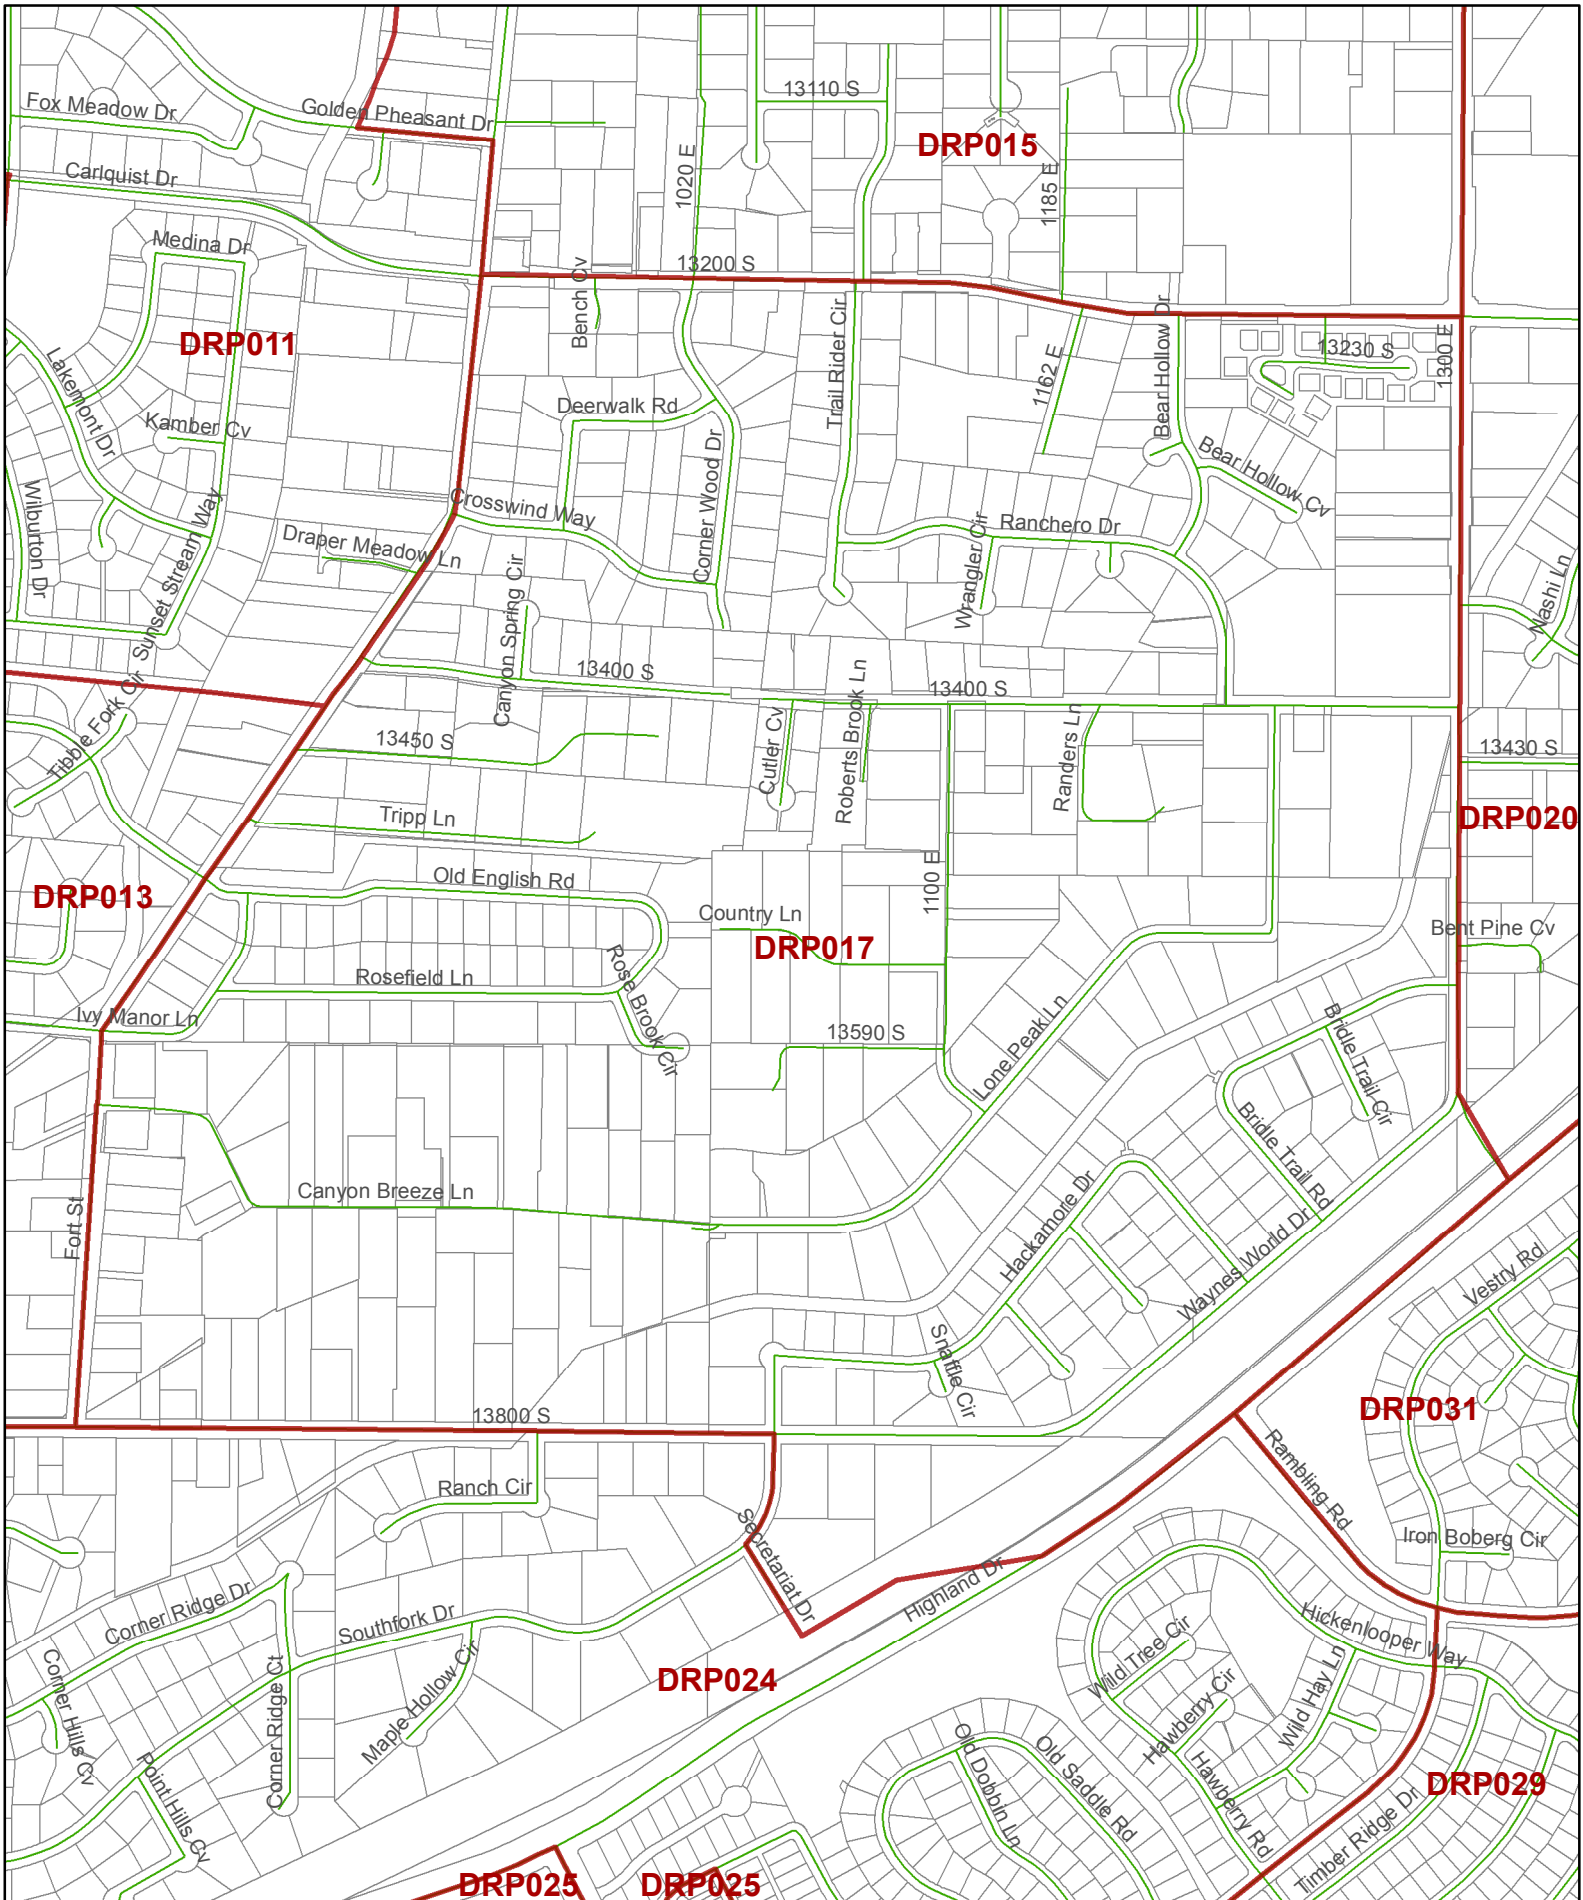 Fox Meadow Dr
Golden Pheasant Dr
13110 S
DRP015
Carlquist Dr
1020 E
1185 E
Medina Dr
13200 S
Bench Cv
DRP011
Trail Rider Cir
1162 E
Bear Hollow Dr
13230 S
1300 E
Lakemont Dr
Kamber Cv
Deerwalk Rd
Corner Wood Dr
Bear Hollow Cv
Wilburton Dr
Sunset Stream Way
Crosswind Way
Draper Meadow Ln
Ranchero Dr
Wrangler Cir
Nashi Ln
Canyon Spring Cir
13400 S
13400 S
Tibble Fork Cir
13450 S
Cutler Cv
Roberts Brook Ln
Randers Ln
13430 S
Tripp Ln
DRP020
DRP013
Old English Rd
1100 E
Country Ln
DRP017
Bent Pine Cv
Rosefield Ln
Rose Brook Cir
Ivy Manor Ln
13590 S
Lone Peak Ln
Bridle Trail Cir
Bridle Trail Rd
Canyon Breeze Ln
Fort St
Hackamore Dr
Waynes World Dr
Vestry Rd
Snaffle Cir
13800 S
DRP031
Ranch Cir
Rambling Rd
Secretariat Dr
Iron Boberg Cir
Highland Dr
Corner Ridge Dr
Southfork Dr
Hickenlooper Way
Corner Hills Cv
Corner Ridge Ct
Maple Hollow Cir
DRP024
Wild Tree Cir
Hawberry Cir
Wild Hay Ln
Point Hills Cv
Old Dobbin Ln
Old Saddle Rd
Hawberry Rd
DRP029
Timber Ridge Dr
DRP025
DRP025